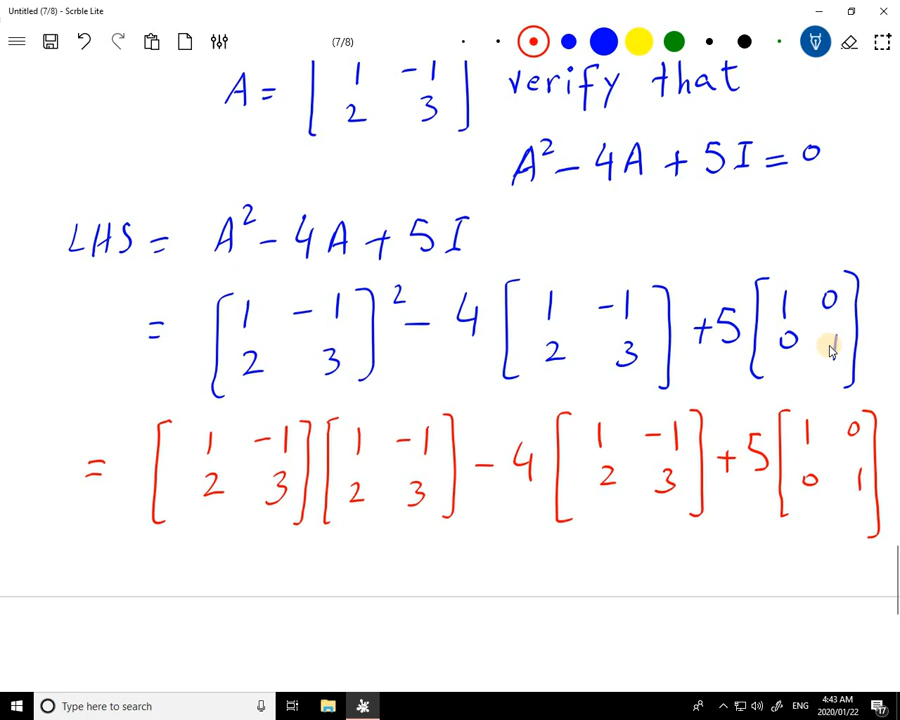 Untitled (7/8) - Scrble Lite
(7/8)
A = [ 1 -1
2 3 ] verify that
A² - 4A + 5I = 0
LHS = A² - 4A + 5I
= [ 1 -1
2 3 ]² - 4 [ 1 -1
2 3 ] + 5 [ 1 0
0 1 ]
= [ 1 -1
2 3 ] [ 1 -1
2 3 ] - 4 [ 1 -1
2 3 ] + 5 [ 1 0
0 1 ]
Type here to search
ENG
4:43 AM
2020/01/22
17